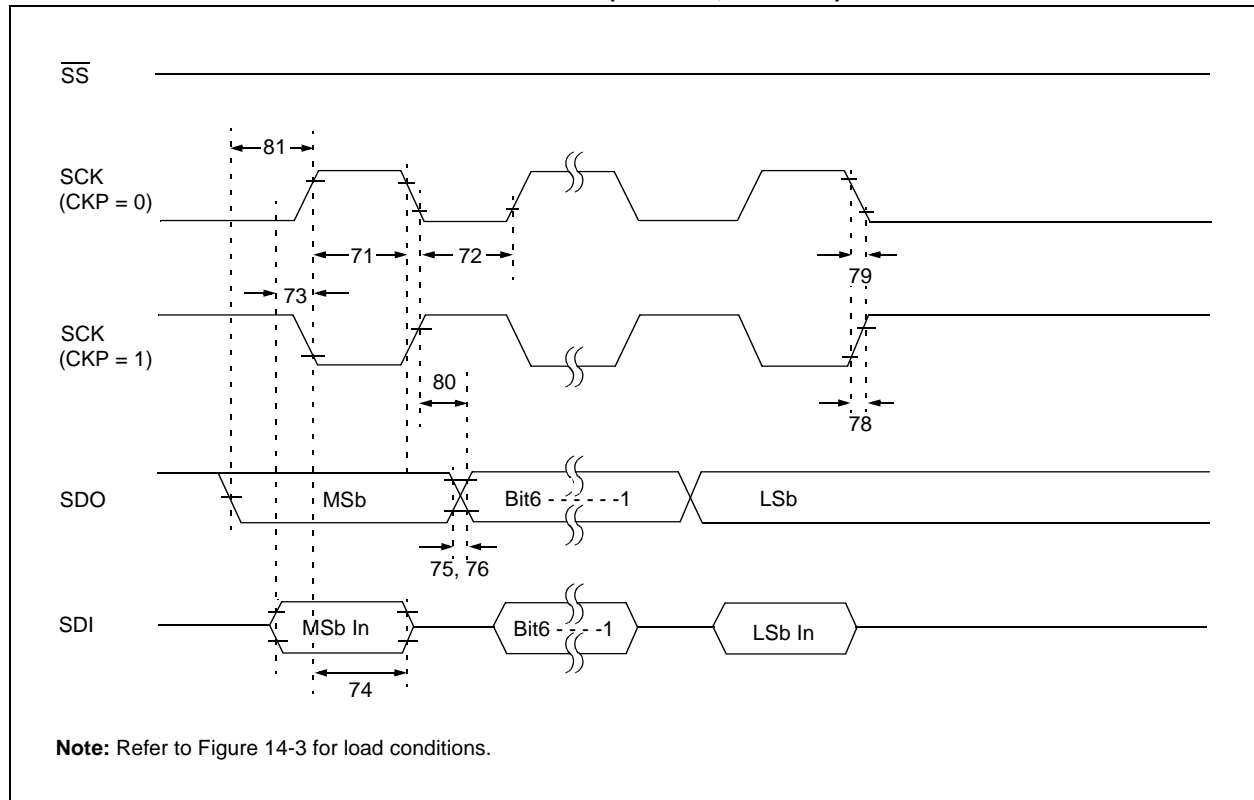 SS
81
SCK
(CKP = 0)
71
72
79
73
SCK
(CKP = 1)
80
78
SDO
MSb
Bit6 - - - - - -1
LSb
75, 76
SDI
MSb In
Bit6 - - - -1
LSb In
74
Note: Refer to Figure 14-3 for load conditions.